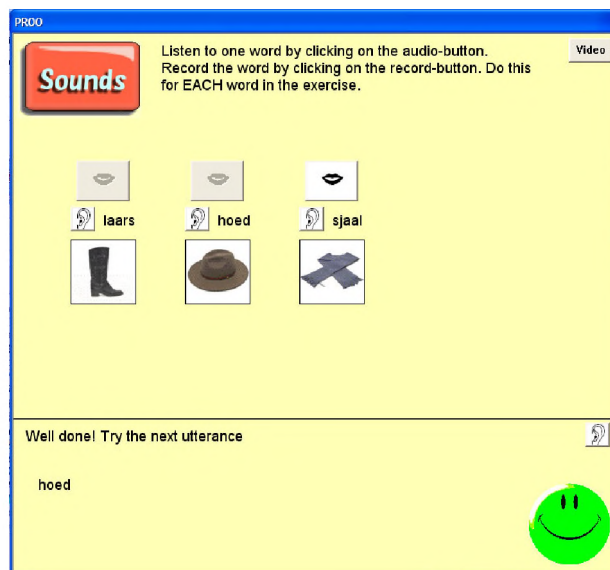 PROO
Sounds
Listen to one word by clicking on the audio-button.
Record the word by clicking on the record-button. Do this
for EACH word in the exercise.
Video
laars hoed sjaal
Well done! Try the next utterance
hoed